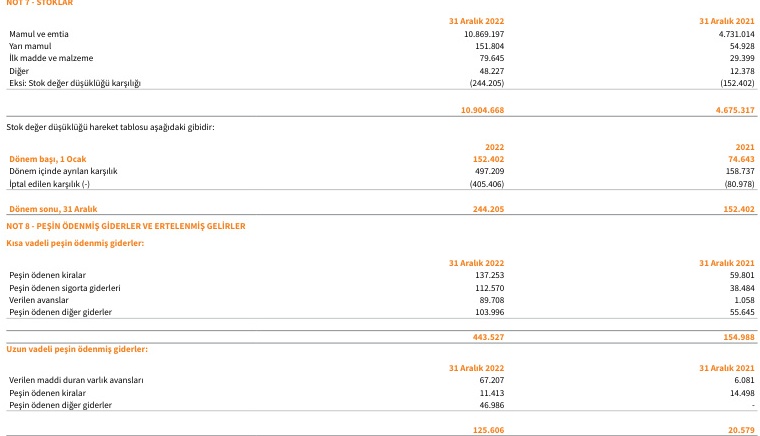 NOT 7 - STOKLAR
31 Aralık 2022 31 Aralık 2021
Mamul ve emtia 10.869.197 4.731.014
Yarı mamul 151.804 54.928
İlk madde ve malzeme 79.645 29.399
Diğer 48.227 12.378
Eksi: Stok değer düşüklüğü karşılığı (244.205) (152.402)
10.904.668 4.675.317
Stok değer düşüklüğü hareket tablosu aşağıdaki gibidir:
2022 2021
Dönem başı, 1 Ocak 152.402 74.643
Dönem içinde ayrılan karşılık 497.209 158.737
İptal edilen karşılık (-) (405.406) (80.978)
Dönem sonu, 31 Aralık 244.205 152.402
NOT 8 - PEŞİN ÖDENMİŞ GİDERLER VE ERTELENMİŞ GELİRLER
Kısa vadeli peşin ödenmiş giderler:
31 Aralık 2022 31 Aralık 2021
Peşin ödenen kiralar 137.253 59.801
Peşin ödenen sigorta giderleri 112.570 38.484
Verilen avanslar 89.708 1.058
Peşin ödenen diğer giderler 103.996 55.645
443.527 154.988
Uzun vadeli peşin ödenmiş giderler:
31 Aralık 2022 31 Aralık 2021
Verilen maddi duran varlık avansları 67.207 6.081
Peşin ödenen kiralar 11.413 14.498
Peşin ödenen diğer giderler 46.986 -
125.606 20.579